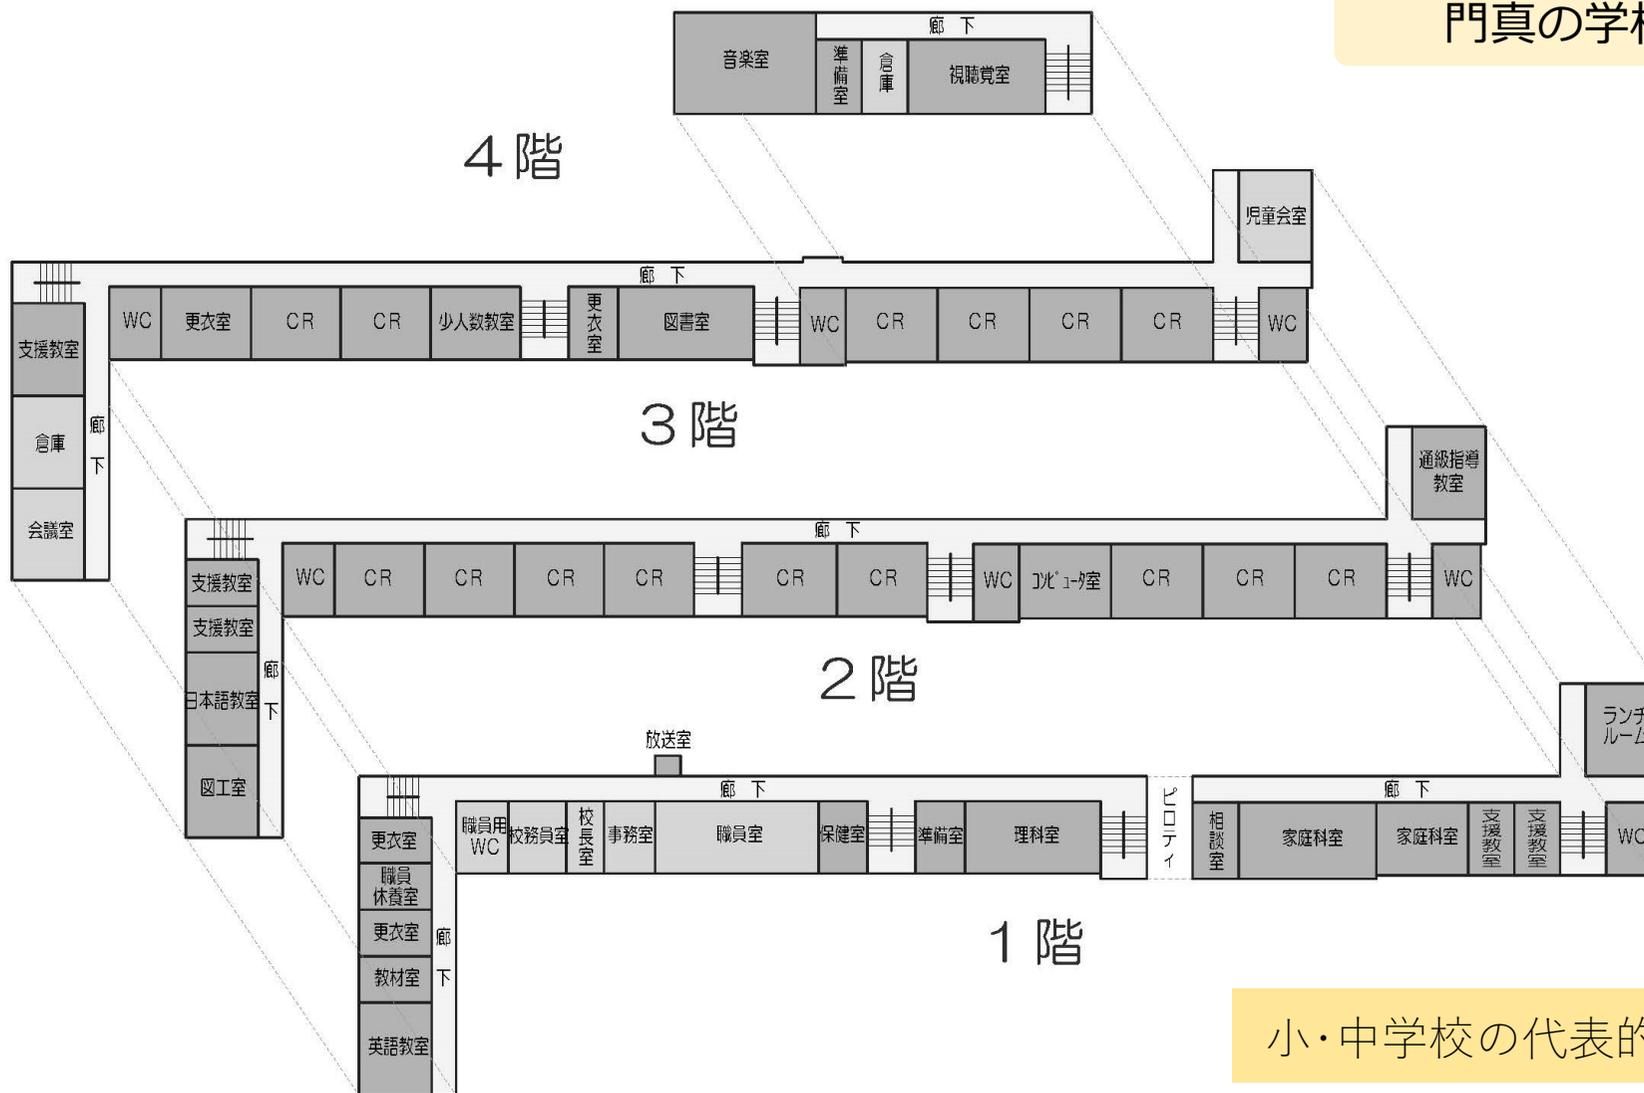 門真の学校
廊 下
音楽室
準備室
倉庫
視聴覚室
4階
児童会室
廊 下
WC
更衣室
CR
CR
少人数教室
更衣室
図書室
WC
CR
CR
CR
CR
WC
支援教室
倉庫
会議室
廊下
3階
通級指導
教室
廊 下
WC
CR
CR
CR
CR
CR
CR
WC
コンピュータ室
CR
CR
CR
WC
支援教室
支援教室
日本語教室
図工室
廊下
2階
ランチ
ルーム
放送室
廊 下
ピロティ
廊 下
職員用
WC
校務員室
校長室
事務室
職員室
保健室
準備室
理科室
相談室
家庭科室
家庭科室
支援教室
支援教室
WC
更衣室
職員
休養室
更衣室
教材室
英語教室
廊下
1階
小・中学校の代表的